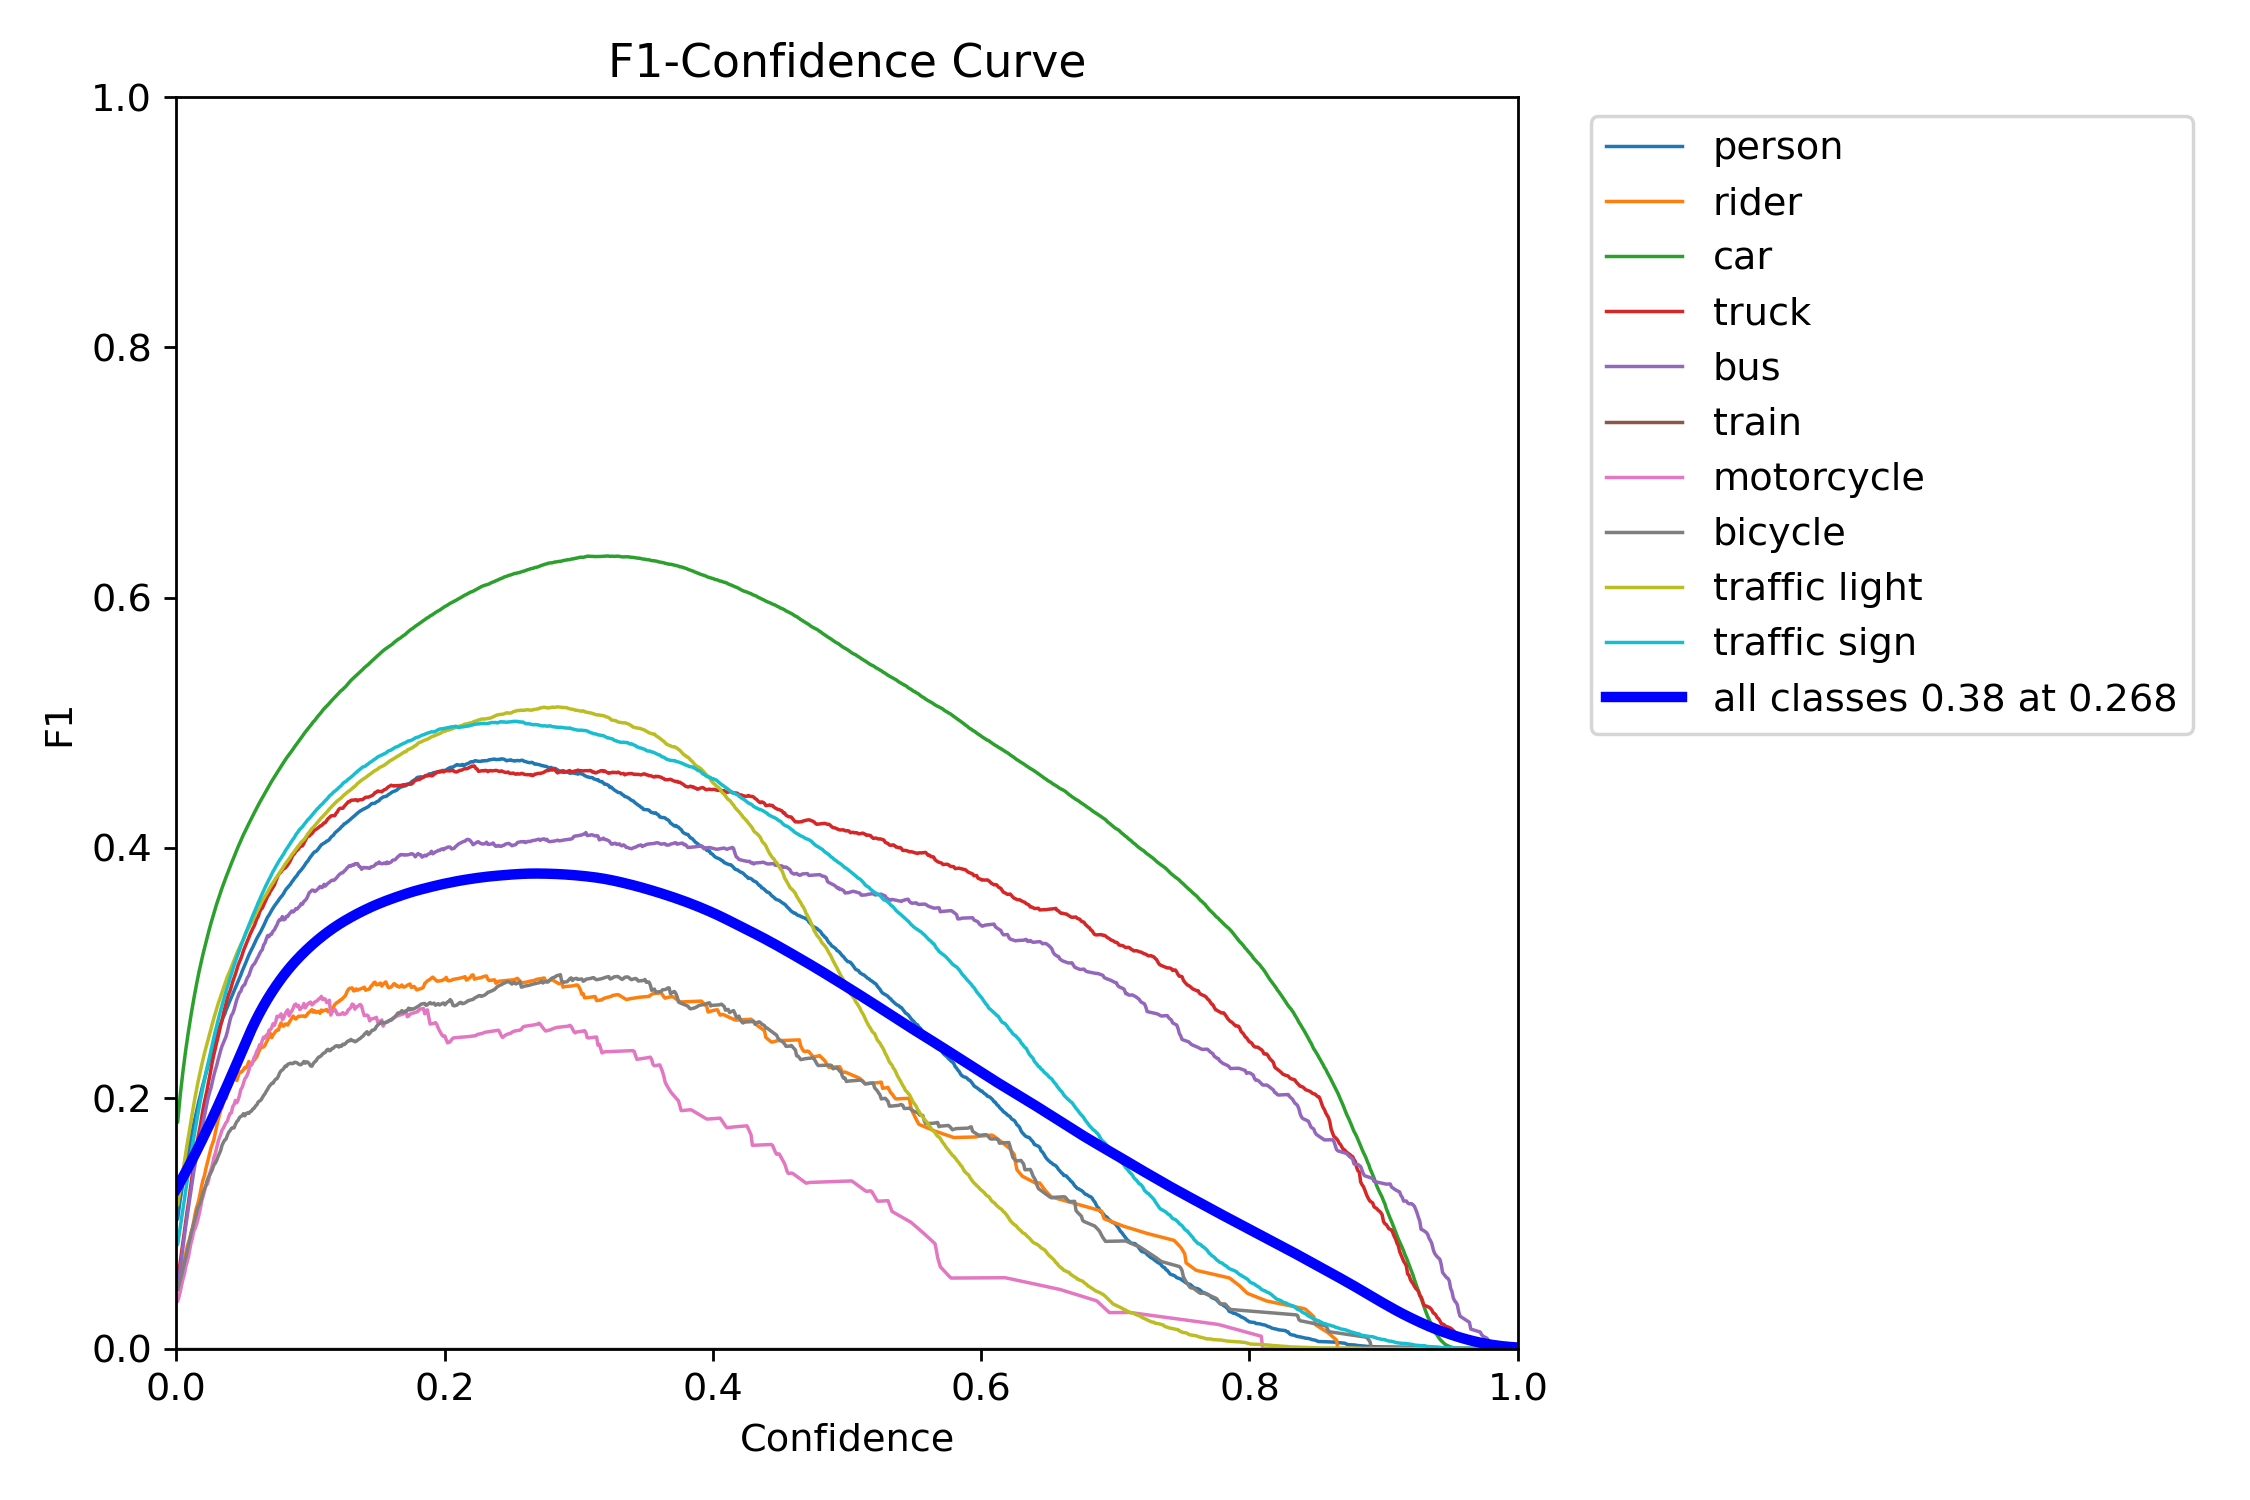 F1-Confidence Curve
1.0
0.8
0.6
0.4
0.2
0.0
F1
0.0 0.2 0.4 0.6 0.8 1.0
Confidence
person
rider
car
truck
bus
train
motorcycle
bicycle
traffic light
traffic sign
all classes 0.38 at 0.268